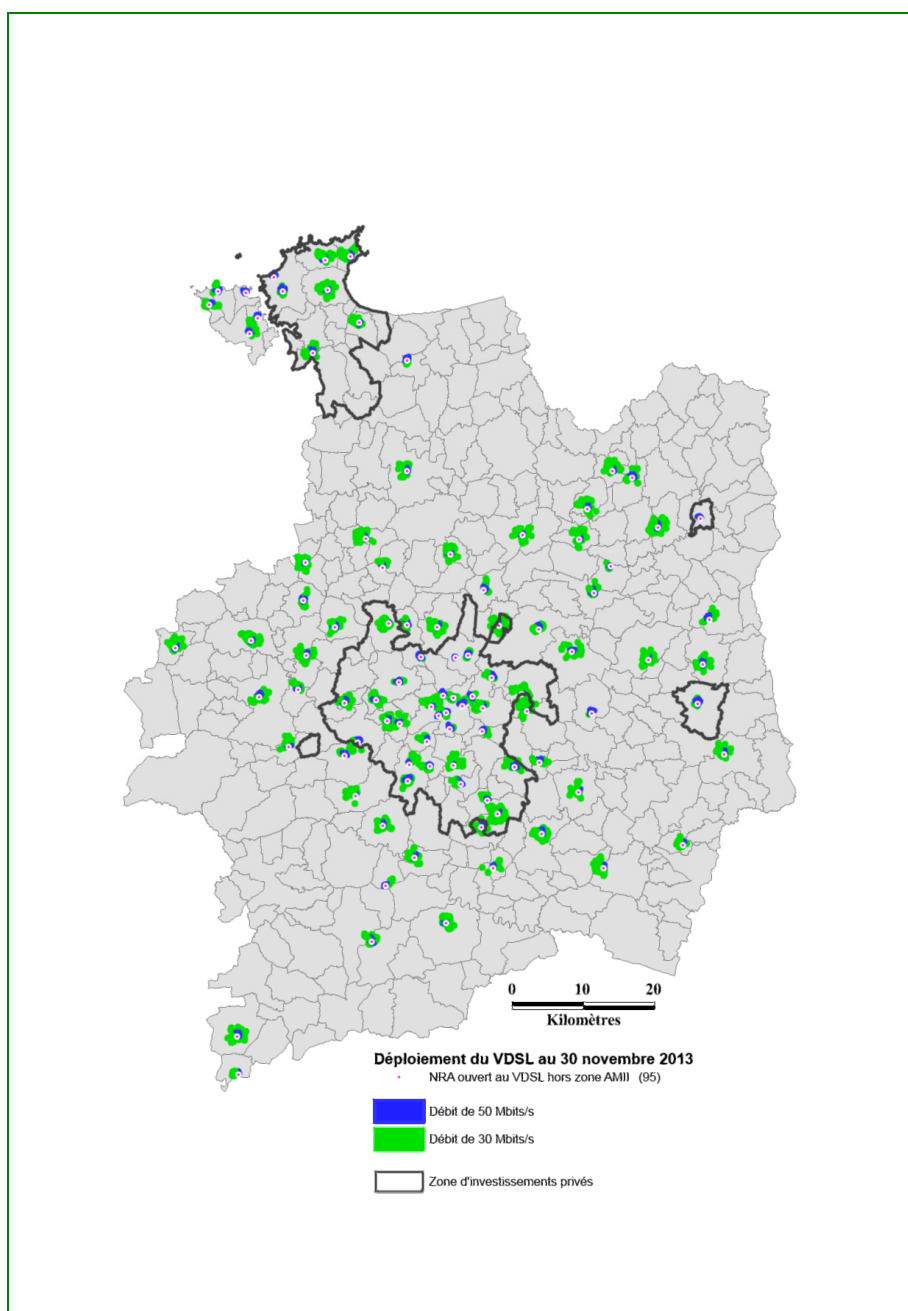 0 10 20
Kilomètres
Déploiement du VDSL au 30 novembre 2013
NRA ouvert au VDSL hors zone AMII (95)
Débit de 50 Mbits/s
Débit de 30 Mbits/s
Zone d'investissements privés